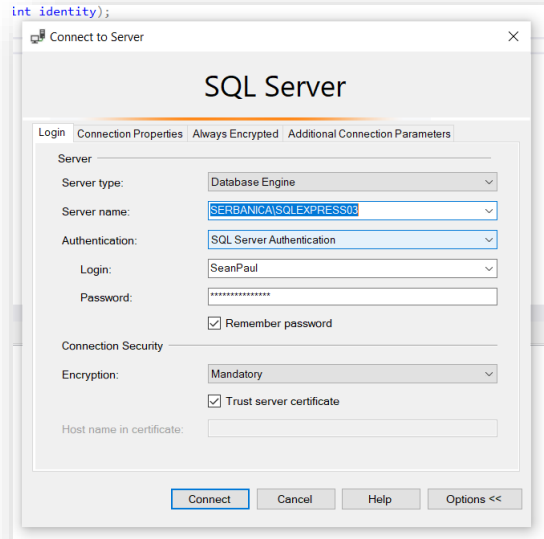 int identity);
Connect to Server
SQL Server
Login Connection Properties Always Encrypted Additional Connection Parameters
Server
Server type: Database Engine
Server name: SERBANICA\SQLEXPRESS03
Authentication: SQL Server Authentication
Login: SeanPaul
Password: ***************
Remember password
Connection Security
Encryption: Mandatory
Trust server certificate
Host name in certificate:
Connect Cancel Help Options <<